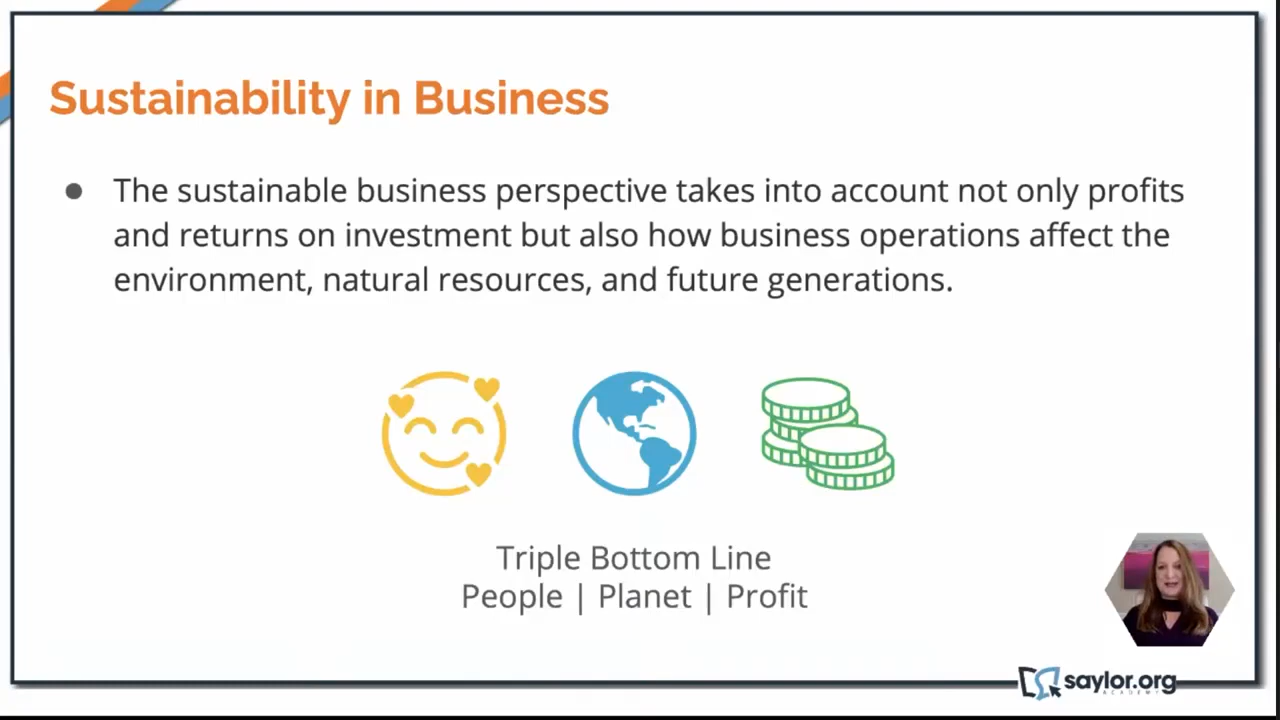 Sustainability in Business
● The sustainable business perspective takes into account not only profits
and returns on investment but also how business operations affect the
environment, natural resources, and future generations.
Triple Bottom Line
People | Planet | Profit
saylor.org
ACADEMY